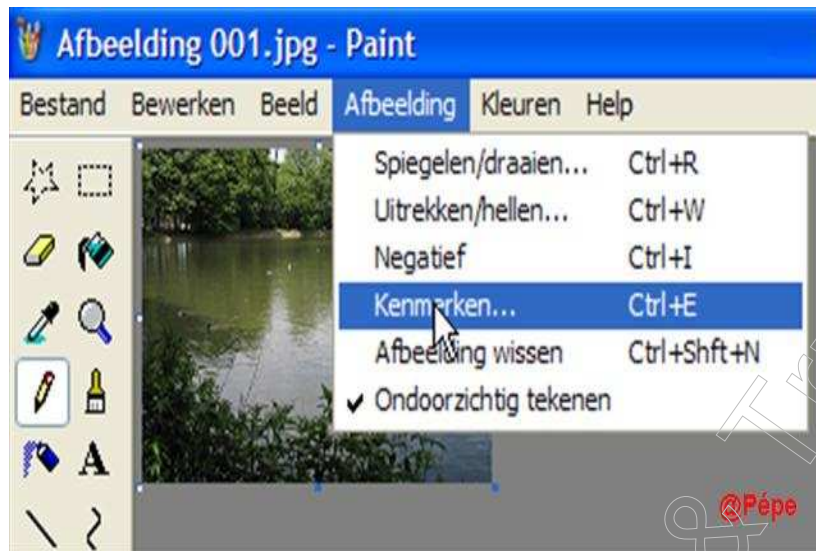 Afbeelding 001.jpg - Paint
Bestand Bewerken Beeld Afbeelding Kleuren Help
Spiegelen/draaien... Ctrl+R
Uitrekken/hellen... Ctrl+W
Negatief Ctrl+I
Kenmerken... Ctrl+E
Afbeelding wissen Ctrl+Shft+N
Ondoorzichtig tekenen
A
@Pépe